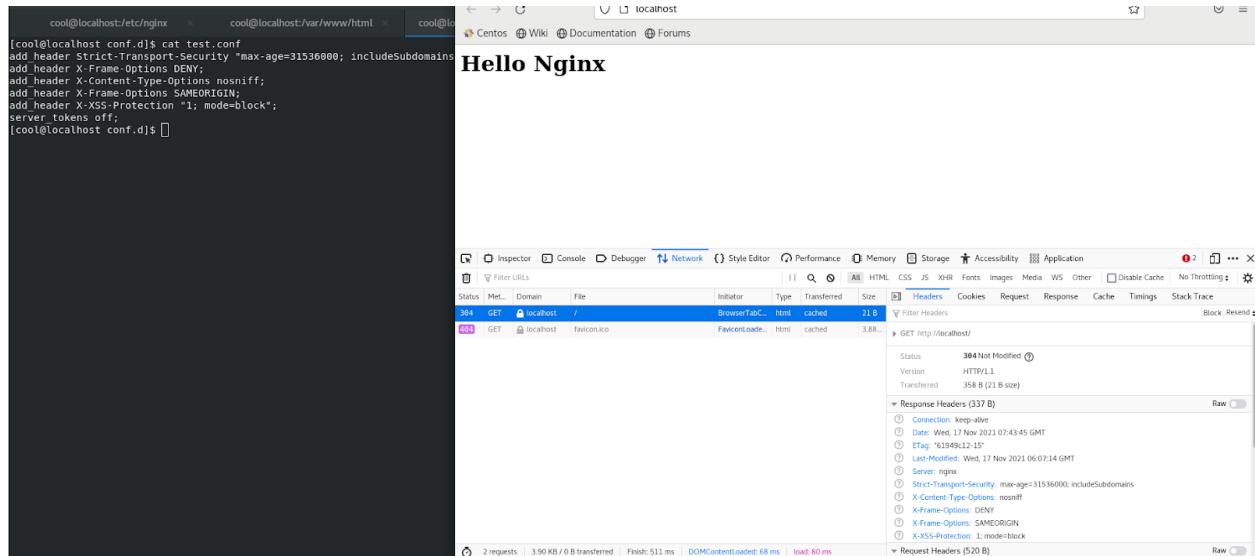 cool@localhost:/etc/nginx × cool@localhost:/var/www/html × cool@lo
[cool@localhost conf.d]$ cat test.conf
add_header Strict-Transport-Security "max-age=31536000; includeSubdomains
add_header X-Frame-Options DENY;
add_header X-Content-Type-Options nosniff;
add_header X-Frame-Options SAMEORIGIN;
add_header X-XSS-Protection "1; mode=block";
server_tokens off;
[cool@localhost conf.d]$
localhost
Centos Wiki Documentation Forums
Hello Nginx
Inspector Console Debugger Network Style Editor Performance Memory Storage Accessibility Application 2
Filter URLs All HTML CSS JS XHR Fonts Images Media WS Other Disable Cache No Throttling
Status Met... Domain File Initiator Type Transferred Size Headers Cookies Request Response Cache Timings Stack Trace
304 GET localhost / BrowserTabC... html cached 21 B
404 GET localhost favicon.ico FaviconLoade... html cached 3.88...
Filter Headers Block Resend
GET http://localhost/
Status 304 Not Modified
Version HTTP/1.1
Transferred 358 B (21 B size)
Response Headers (337 B) Raw
Connection: keep-alive
Date: Wed, 17 Nov 2021 07:43:45 GMT
ETag: "61949c12-15"
Last-Modified: Wed, 17 Nov 2021 06:07:14 GMT
Server: nginx
Strict-Transport-Security: max-age=31536000; includeSubdomains
X-Content-Type-Options: nosniff
X-Frame-Options: DENY
X-Frame-Options: SAMEORIGIN
X-XSS-Protection: 1; mode=block
Request Headers (520 B) Raw
2 requests 3.90 KB / 0 B transferred Finish: 511 ms DOMContentLoaded: 68 ms load: 80 ms